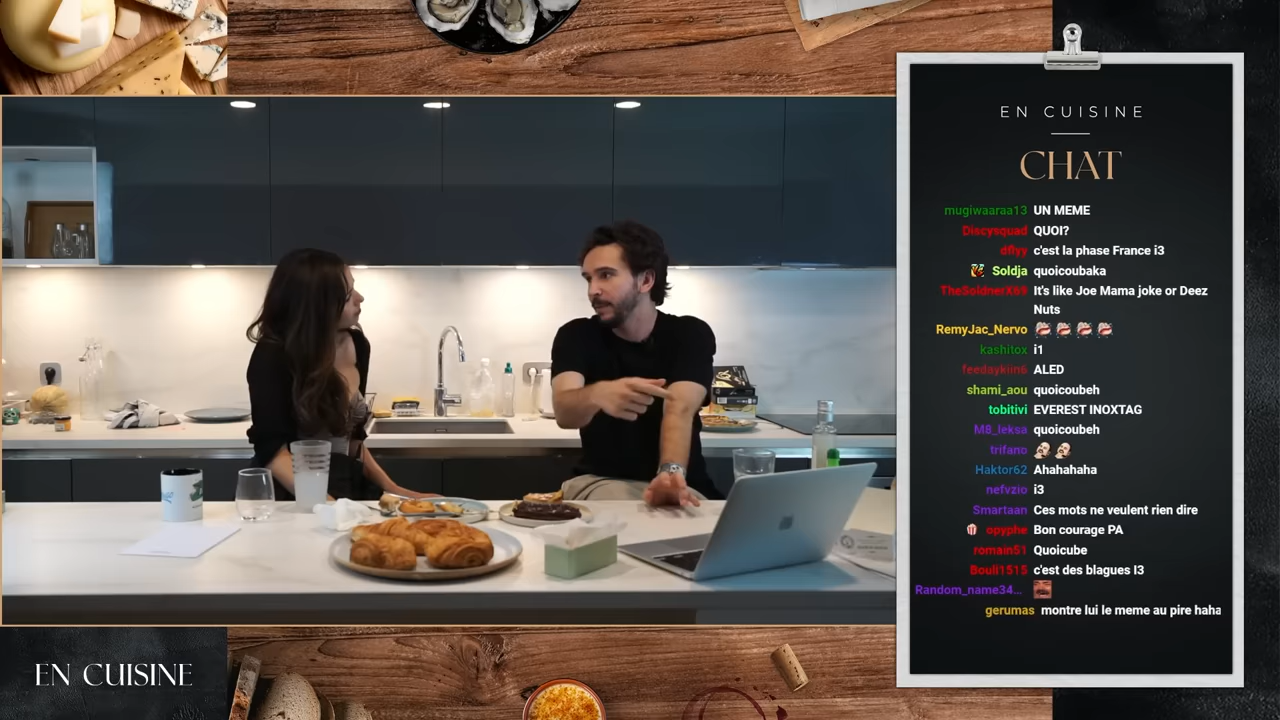 EN CUISINE
CHAT
mugiwaaraa13 UN MEME
Discysquad QUOI?
dflyy c'est la phase France i3
Soldja quoicoubaka
TheSoldnerX69 It's like Joe Mama joke or Deez
Nuts
RemyJac_Nervo
kashitox i1
feedaykiin6 ALED
shami_aou quoicoubeh
tobitivi EVEREST INOXTAG
M8_leksa quoicoubeh
trifano
Haktor62 Ahahahaha
nefvzio i3
Smartaan Ces mots ne veulent rien dire
opyphe Bon courage PA
romain51 Quoicube
Bouli1515 c'est des blagues I3
Random_name34...
gerumas montre lui le meme au pire haha
EN CUISINE